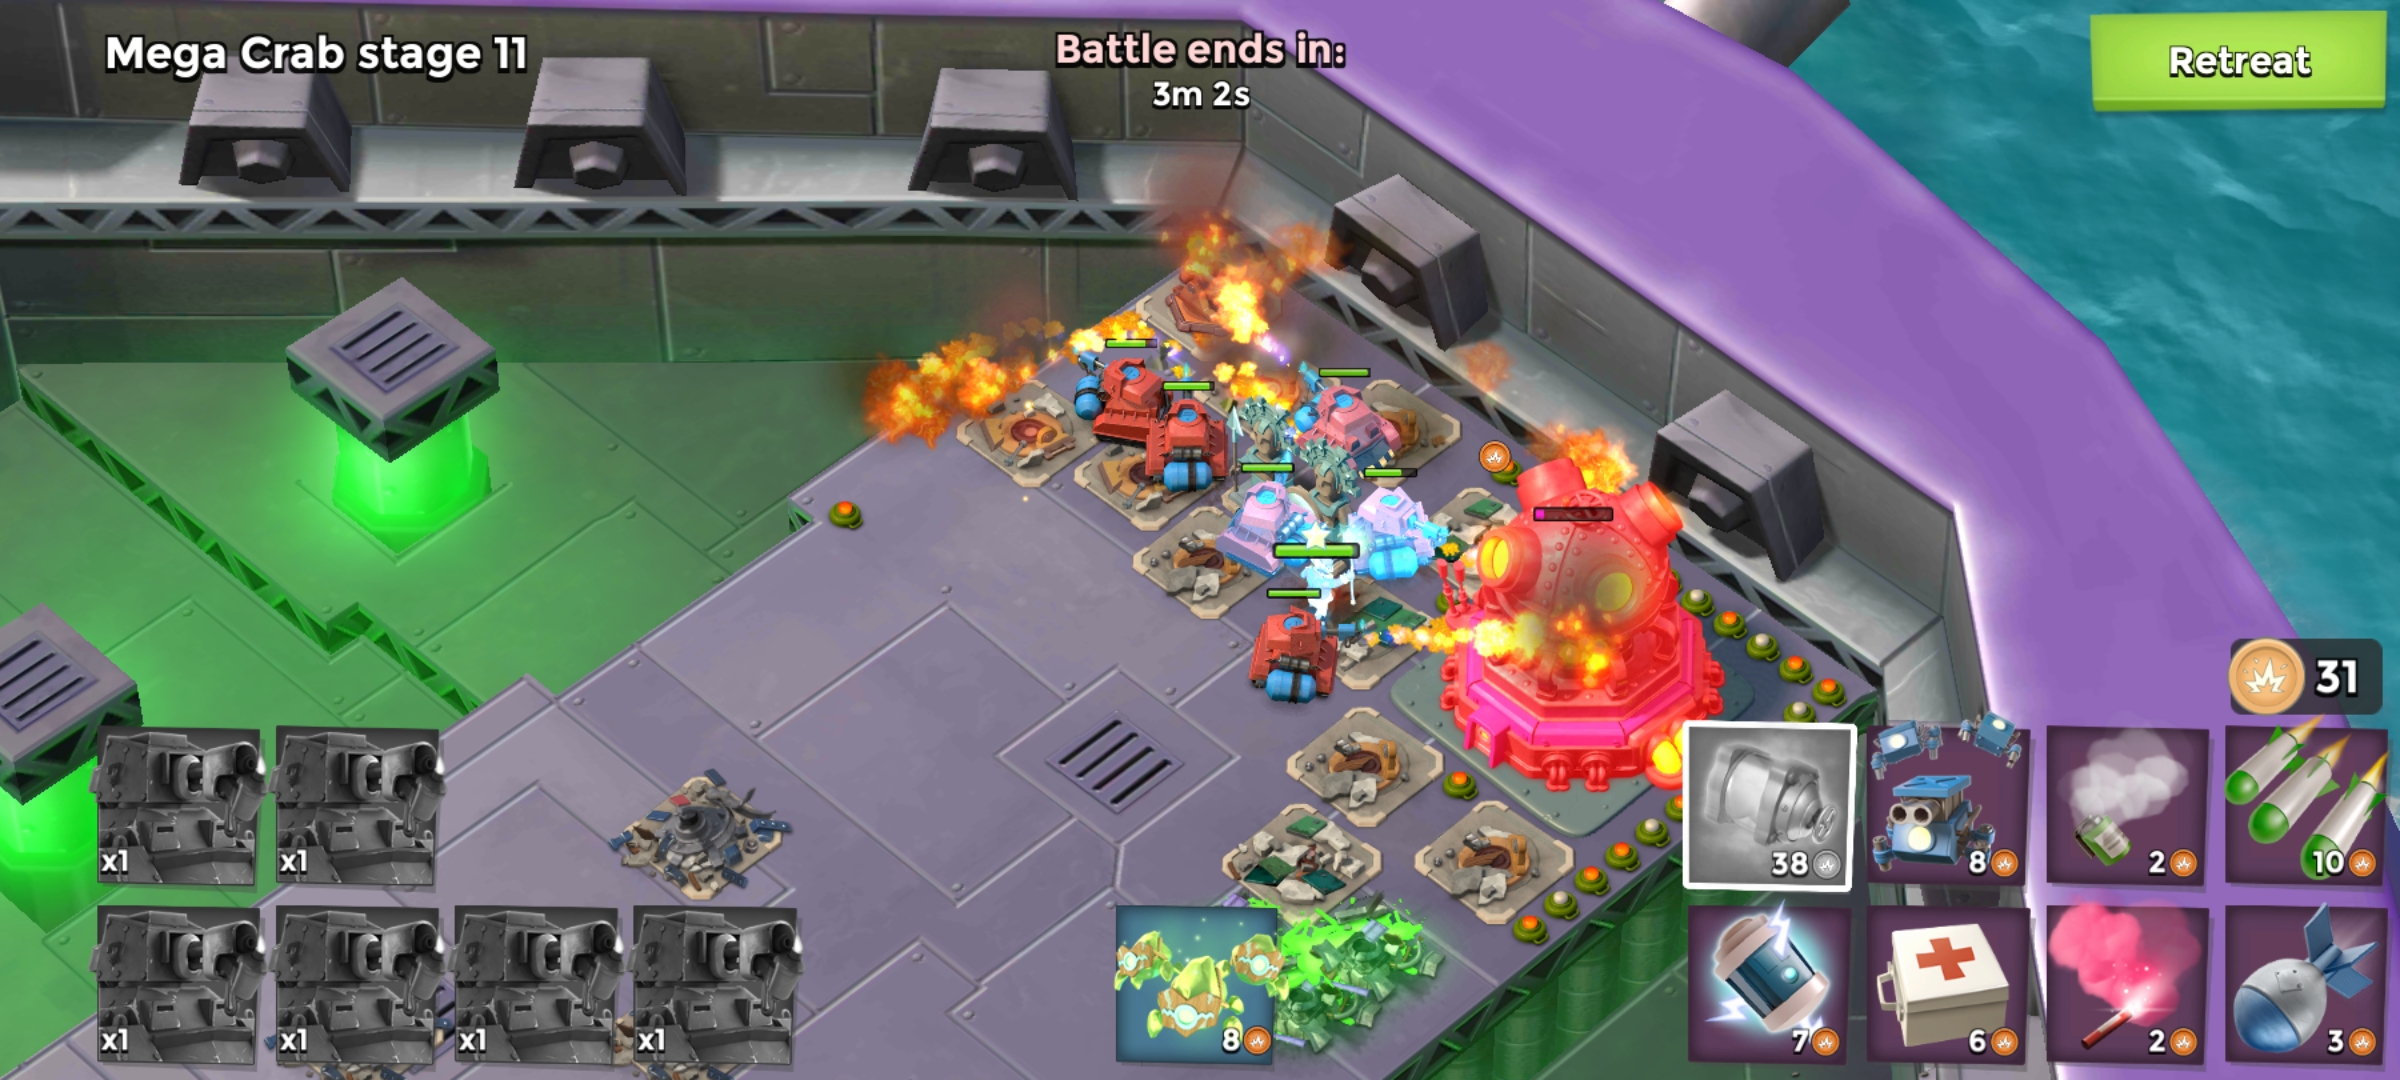 Mega Crab stage 11
Battle ends in:
3m 2s
Retreat
31
x1
x1
38
8
2
10
x1
x1
x1
x1
8
7
6
2
3